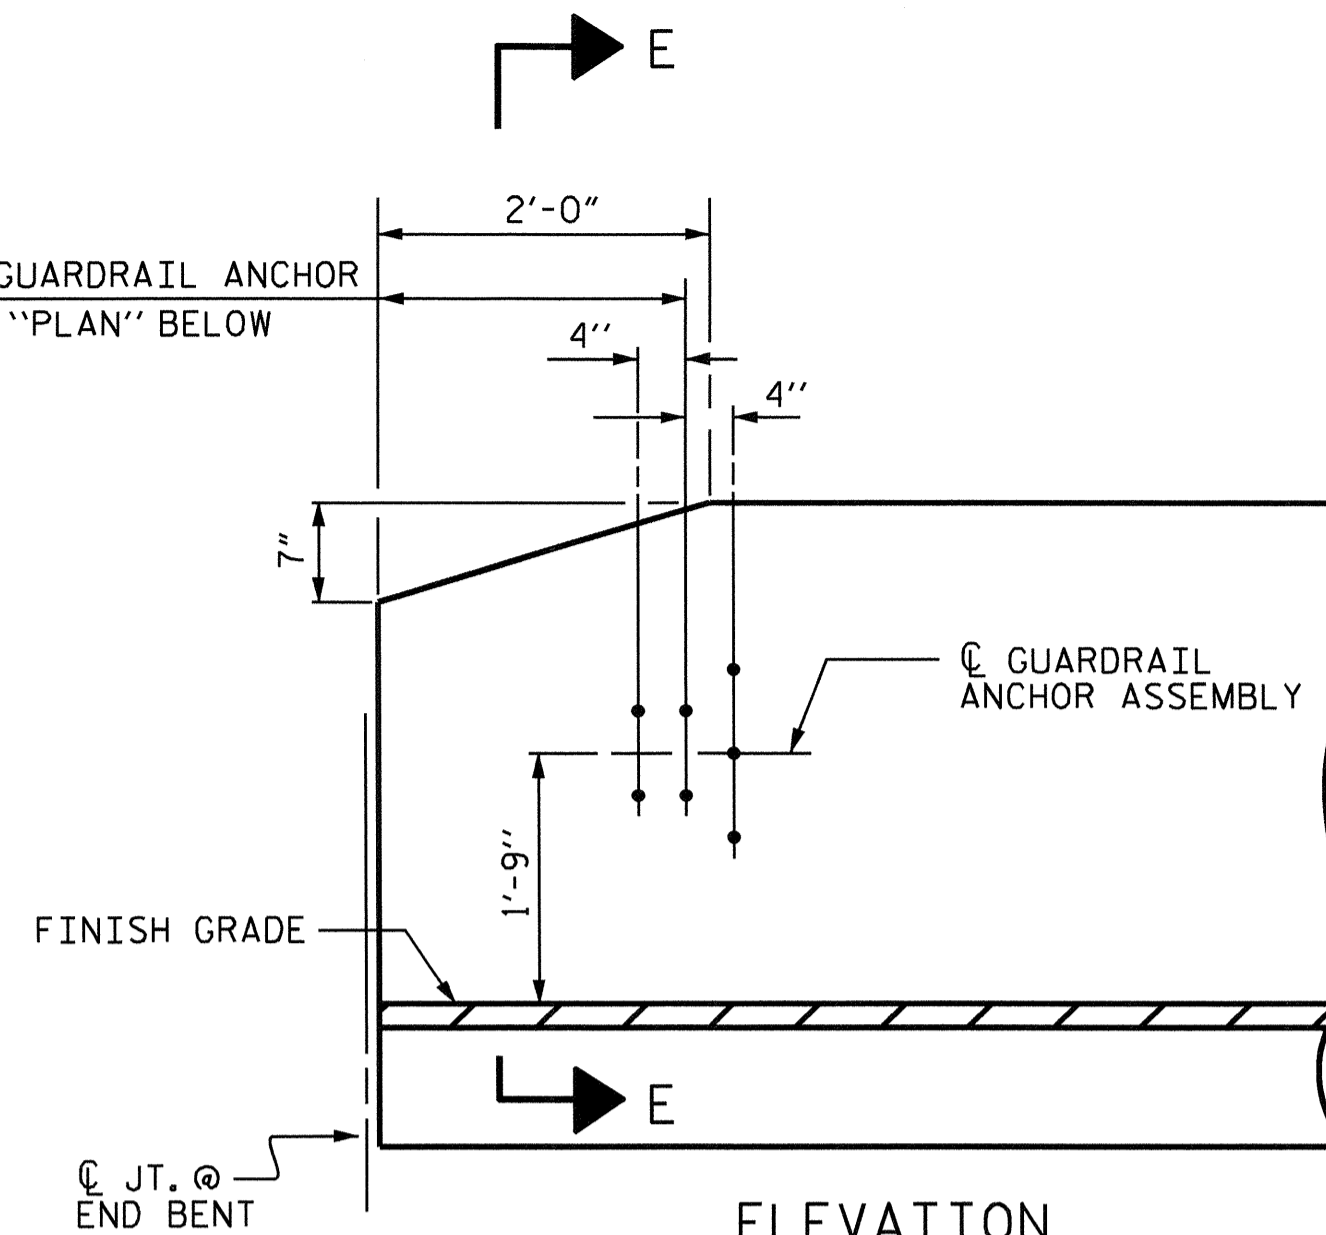 E
2'-0"
GUARDRAIL ANCHOR
"PLAN" BELOW
4"
4"
7"
℄ GUARDRAIL
ANCHOR ASSEMBLY
1'-9"
FINISH GRADE
E
℄ JT. @
END BENT
ELEVATION